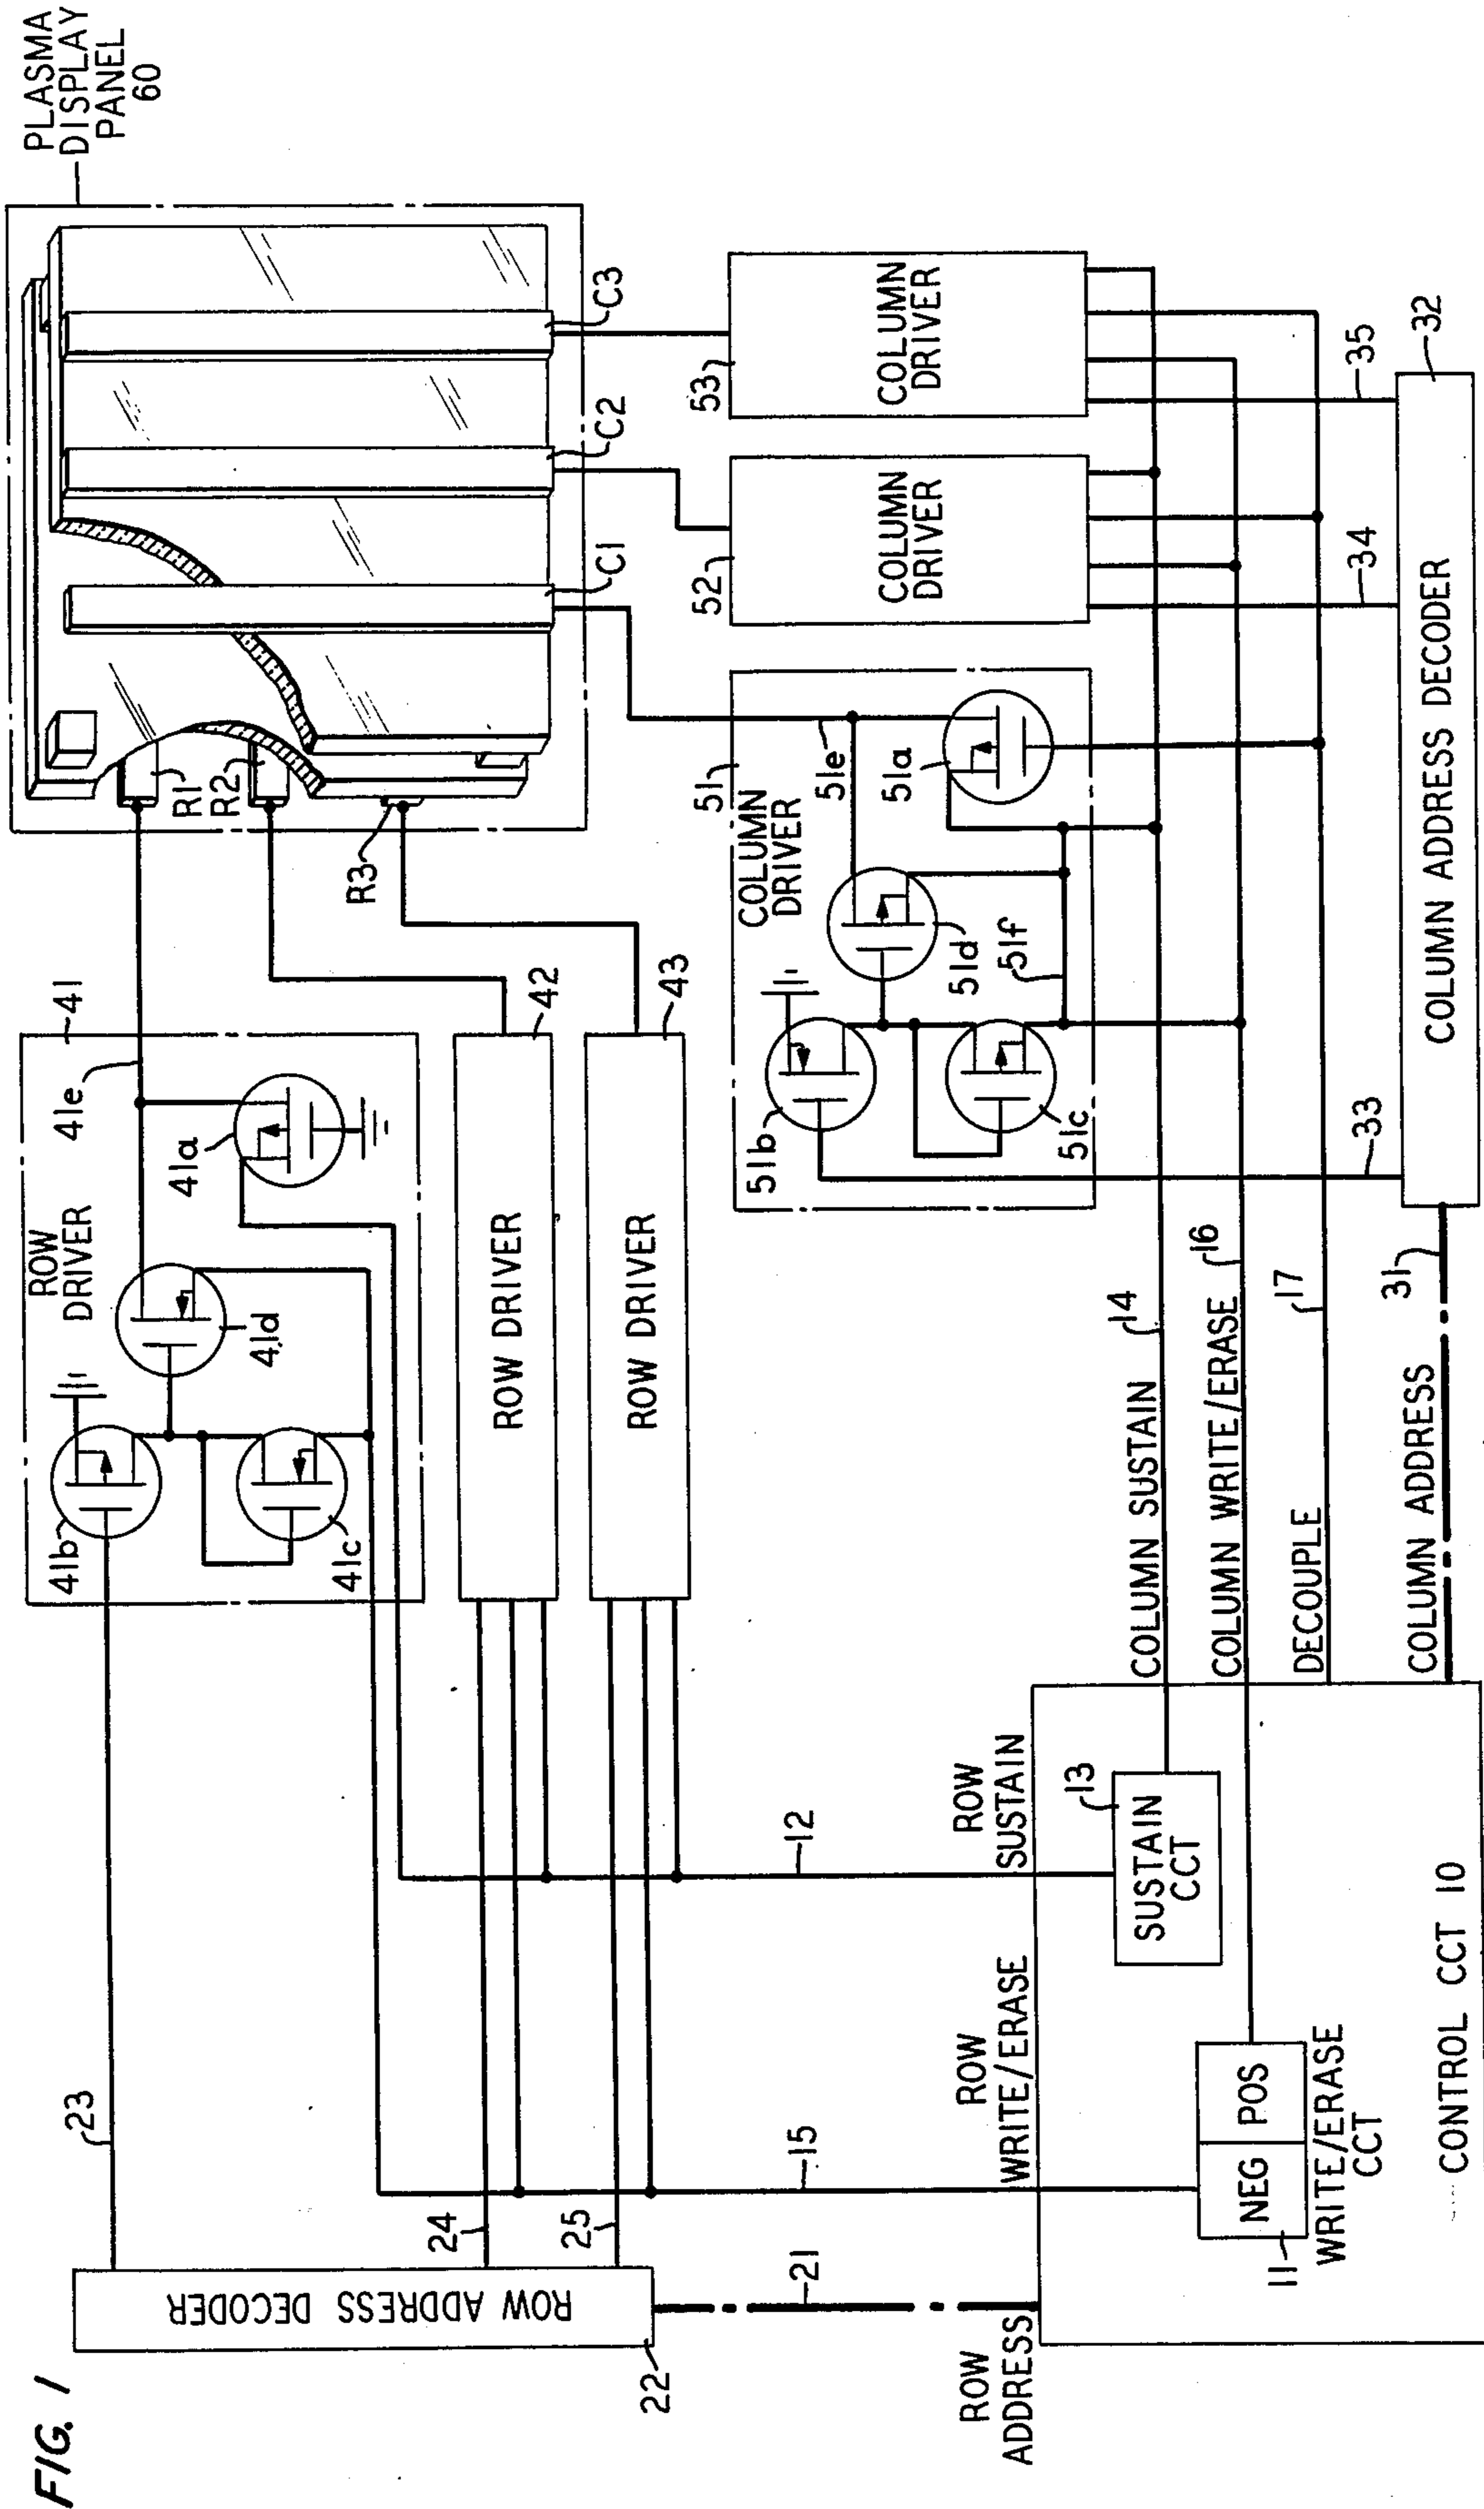 FIG. 1
PLASMA
DISPLAY
PANEL
60
ROW ADDRESS DECODER
22
23
24
25
21
ROW
ADDRESS
ROW
DRIVER
41
41e
41b
41d
41a
41c
ROW DRIVER
42
ROW DRIVER
43
R1
R2
R3
C1
C2
C3
COLUMN
DRIVER
51
51e
51a
51b
51d
51f
51c
52
COLUMN
DRIVER
53
COLUMN
DRIVER
15
12
ROW
WRITE/ERASE
ROW
SUSTAIN
COLUMN SUSTAIN
14
COLUMN WRITE/ERASE
16
DECOUPLE
17
COLUMN ADDRESS
31
33
34
35
COLUMN ADDRESS DECODER
32
SUSTAIN
CCT
13
NEG
POS
11
WRITE/ERASE
CCT
CONTROL CCT 10